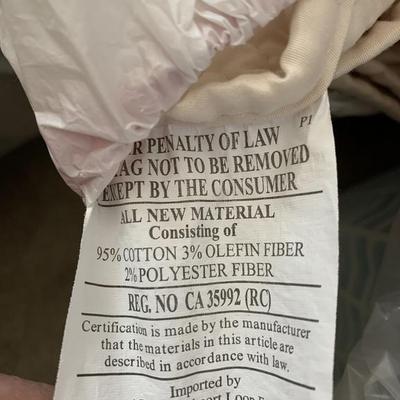 P1
PENALTY OF LAW
NOT TO BE REMOVED
BY THE CONSUMER
ALL NEW MATERIAL
Consisting of
95% COTTON 3% OLEFIN FIBER
2% POLYESTER FIBER
REG. NO CA 35992 (RC)
Certification is made by the manufacturer
that the materials in this article are
described in accordance with law.
Imported by
Loop